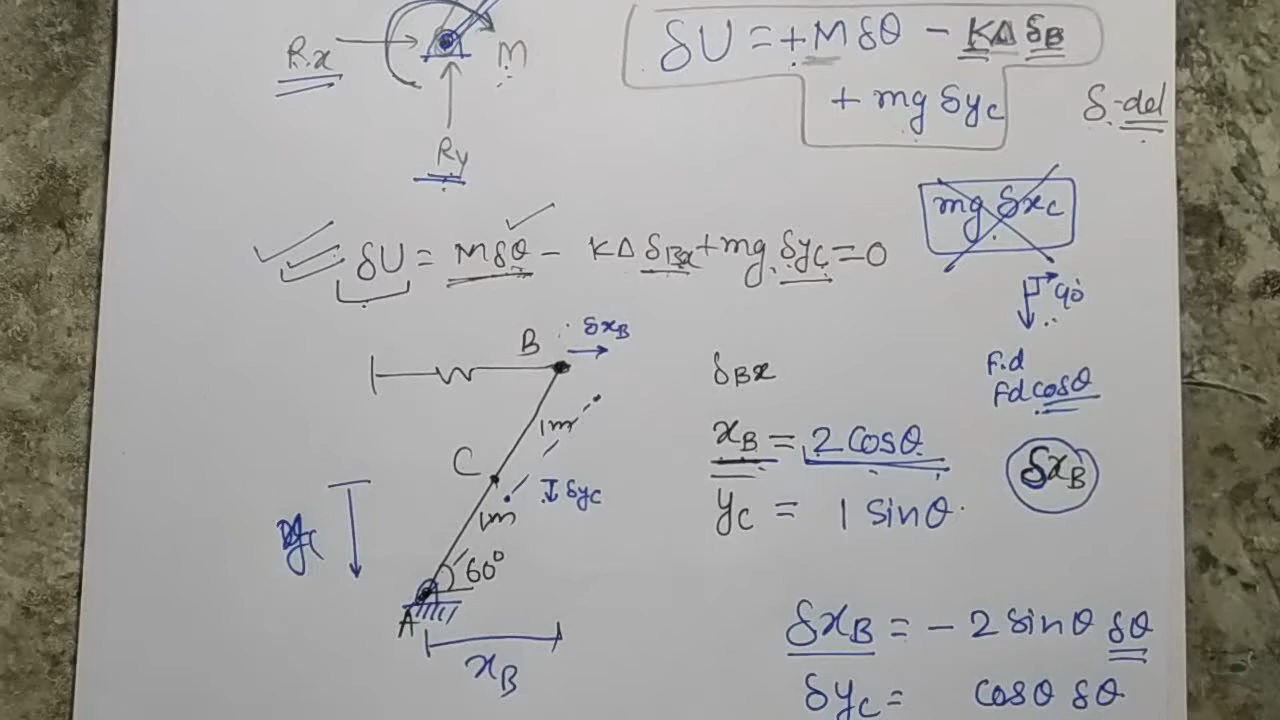 Rx
M
Ry
δU = +Mδθ - KΔ δB
+ mg δyc
δ-del
mg δxc
δU = Mδθ - KΔ δBx + mg. δyc = 0
90°
F.d
Fd cosθ
B
δxB
1m
C
δyc
1m
60°
A
xB
δBx
xB = 2 cosθ
δxB
yc = 1 sinθ.
δxB = - 2 sinθ δθ
δyc = cosθ δθ